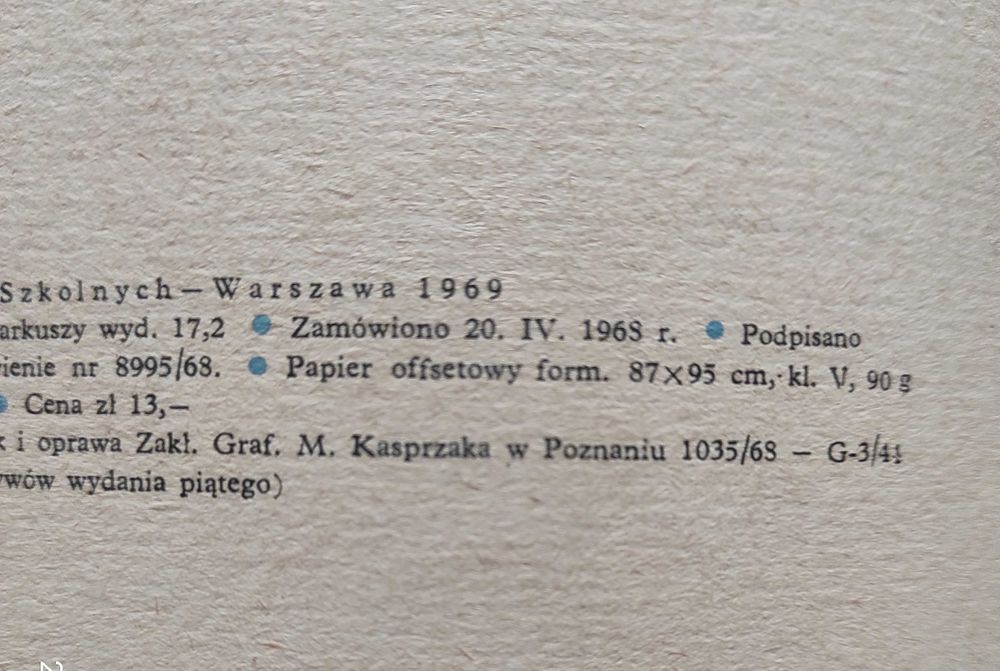 Szkolnych — Warszawa 1969
arkuszy wyd. 17,2 ● Zamówiono 20. IV. 1968 r. ● Podpisano
ienie nr 8995/68. ● Papier offsetowy form. 87×95 cm, kl. V, 90 g
● Cena zł 13,—
k i oprawa Zakł. Graf. M. Kasprzaka w Poznaniu 1035/68 — G-3/41
wów wydania piątego)
2